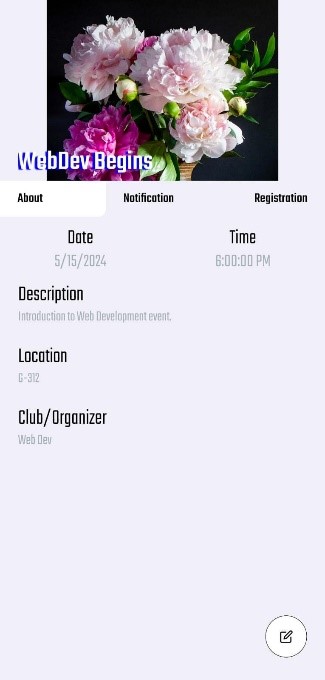 WebDev Begins
About Notification Registration
Date Time
5/15/2024 6:00:00 PM
Description
Introduction to Web Development event.
Location
G-312
Club/Organizer
Web Dev